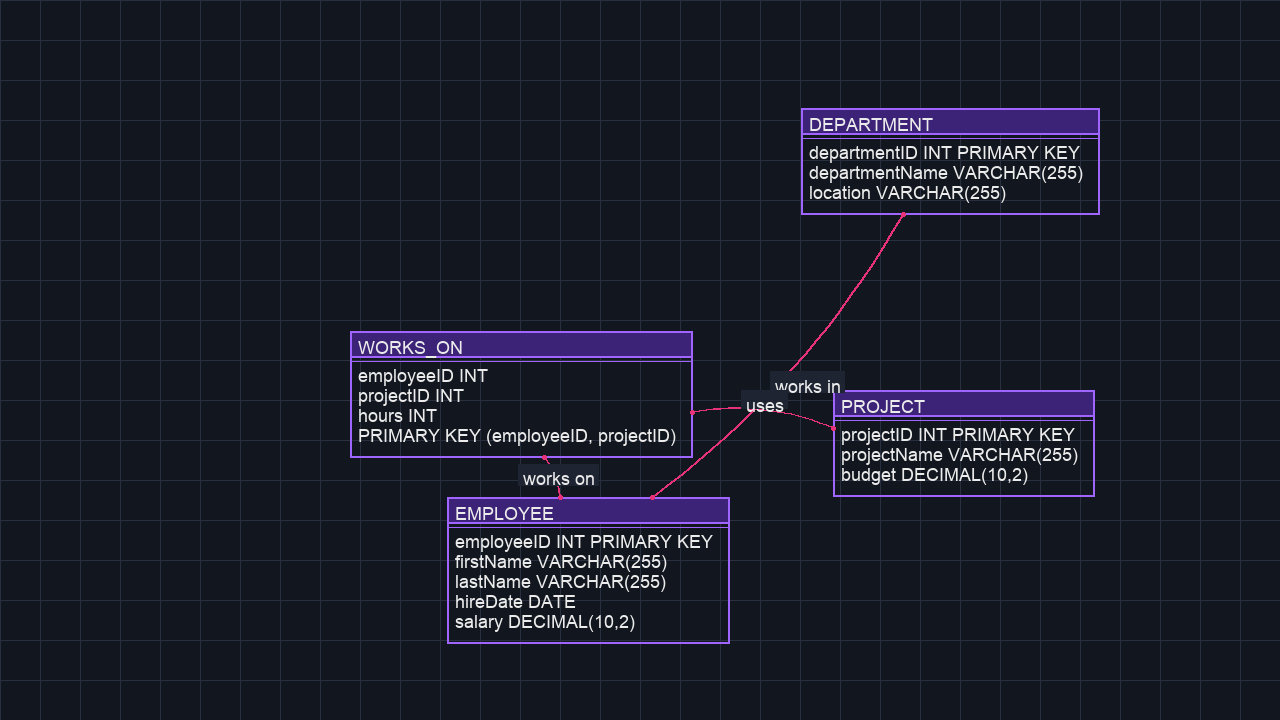 DEPARTMENT
departmentID INT PRIMARY KEY
departmentName VARCHAR(255)
location VARCHAR(255)
WORKS_ON
employeeID INT
projectID INT
hours INT
PRIMARY KEY (employeeID, projectID)
works in
uses
PROJECT
projectID INT PRIMARY KEY
projectName VARCHAR(255)
budget DECIMAL(10,2)
works on
EMPLOYEE
employeeID INT PRIMARY KEY
firstName VARCHAR(255)
lastName VARCHAR(255)
hireDate DATE
salary DECIMAL(10,2)